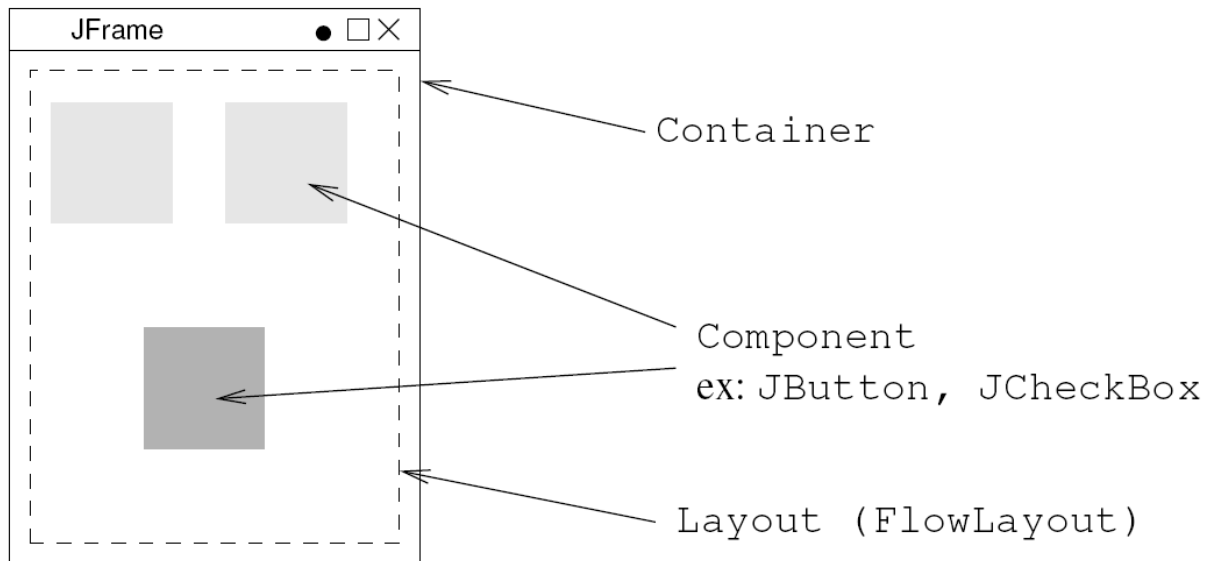 JFrame
Container
Component
ex: JButton, JCheckBox
Layout (FlowLayout)